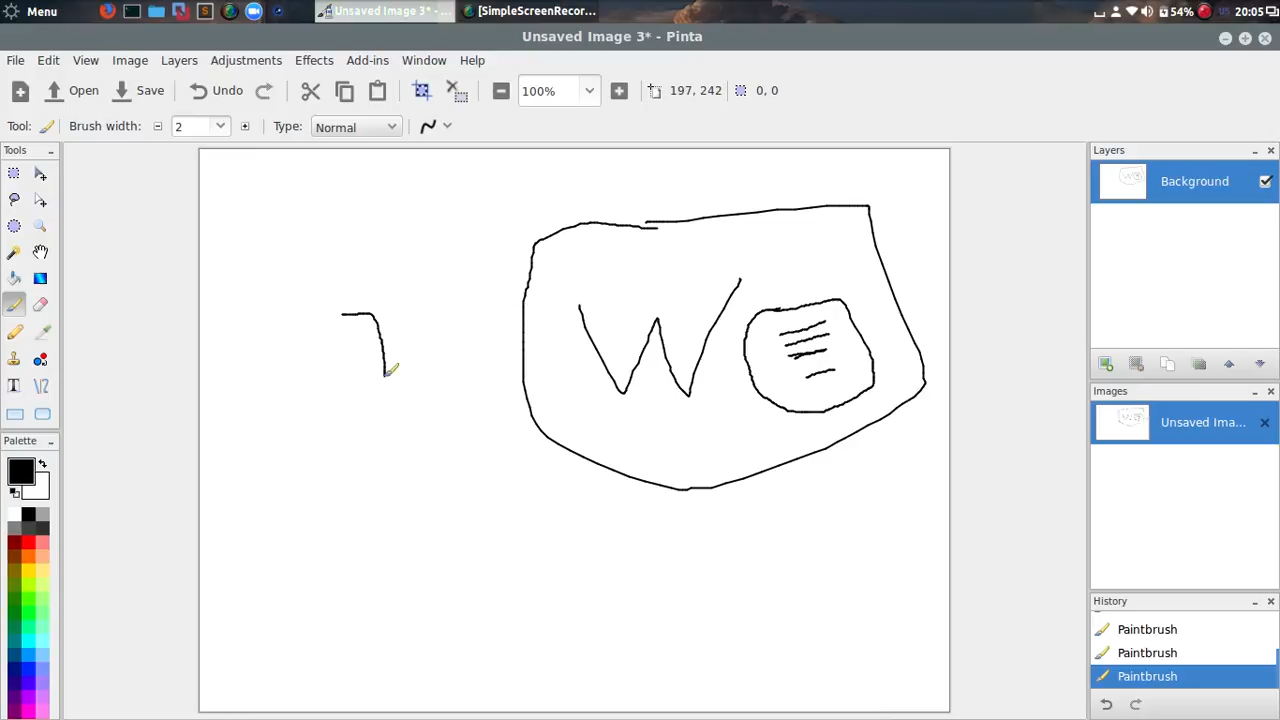 Menu Unsaved Image 3* - ... [SimpleScreenRecor... 54% US 20:05
Unsaved Image 3* - Pinta
File Edit View Image Layers Adjustments Effects Add-ins Window Help
Open Save Undo 100% 197, 242 0, 0
Tool: Brush width: 2 Type: Normal
Tools
Layers
Background
W
Images
Unsaved Ima...
Palette
History
Paintbrush
Paintbrush
Paintbrush